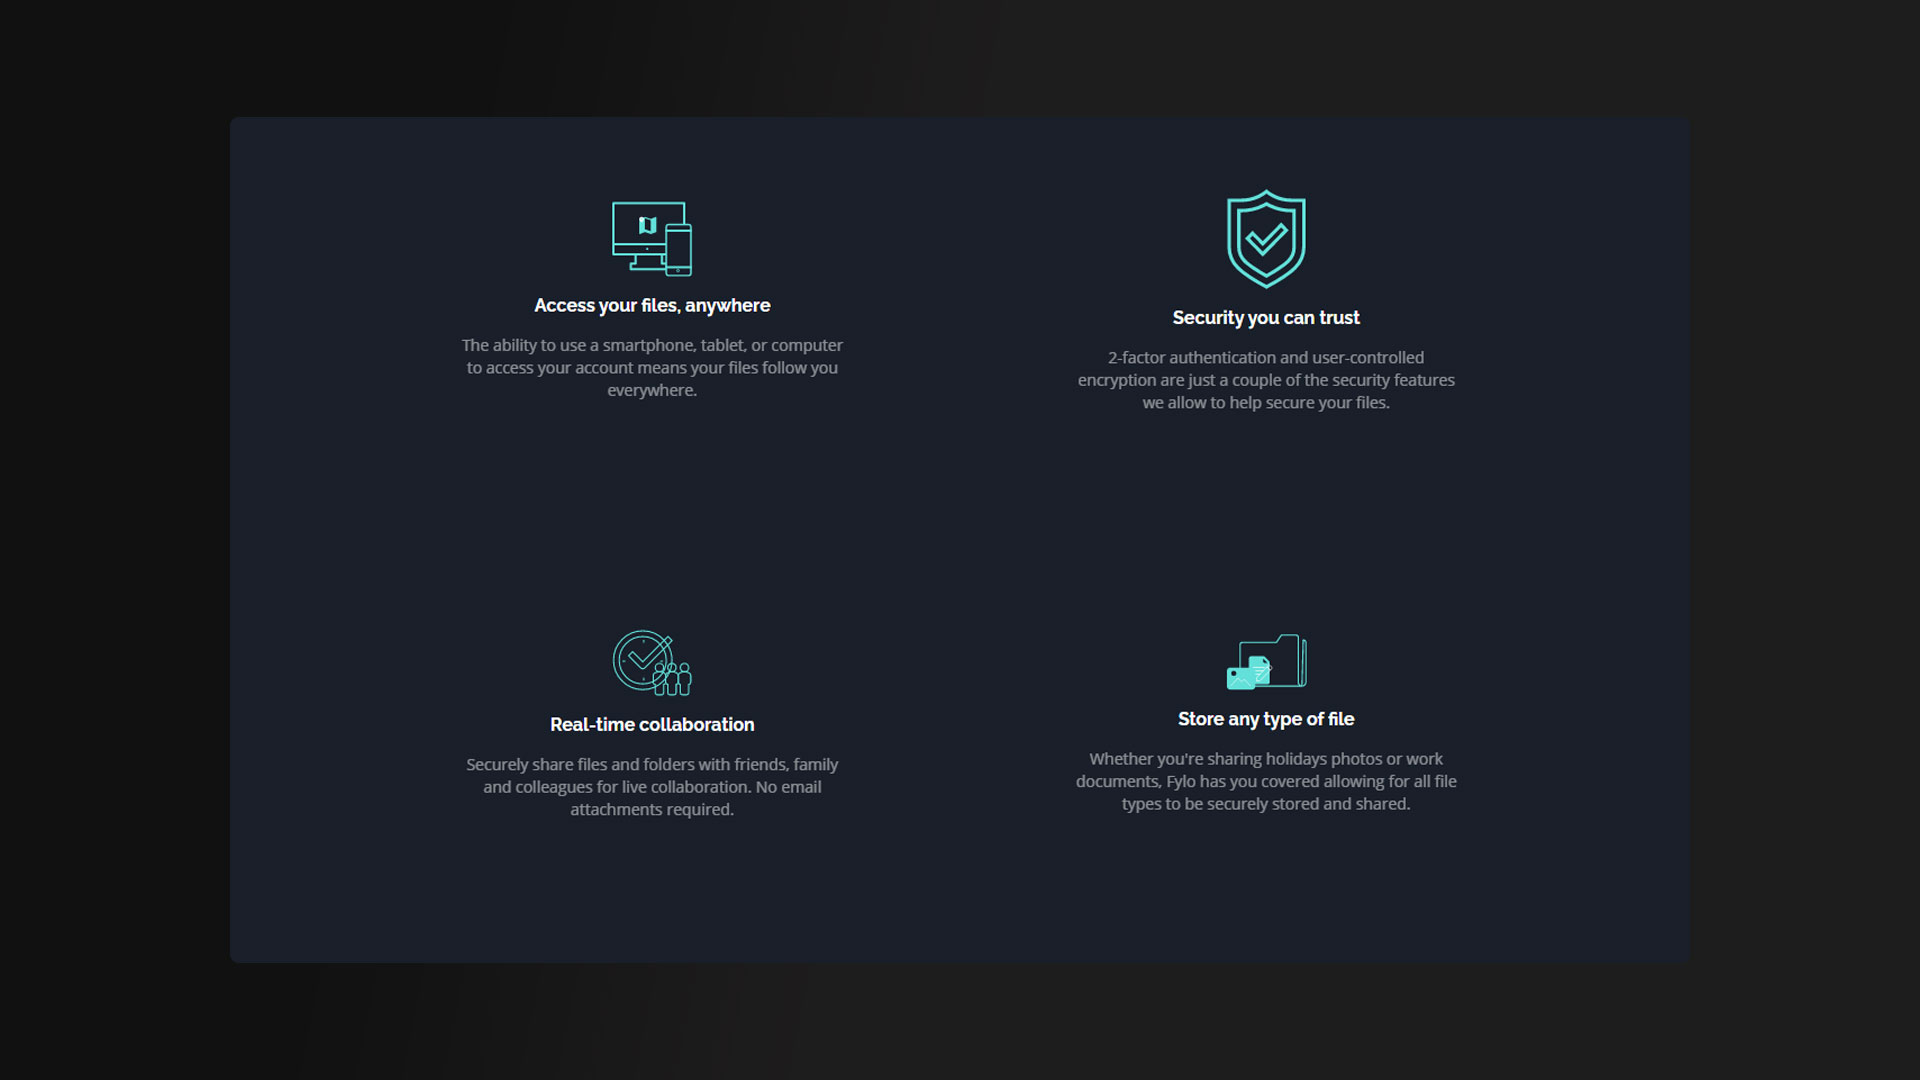 Access your files, anywhere
The ability to use a smartphone, tablet, or computer
to access your account means your files follow you
everywhere.
Security you can trust
2-factor authentication and user-controlled
encryption are just a couple of the security features
we allow to help secure your files.
Real-time collaboration
Securely share files and folders with friends, family
and colleagues for live collaboration. No email
attachments required.
Store any type of file
Whether you're sharing holidays photos or work
documents, Fylo has you covered allowing for all file
types to be securely stored and shared.